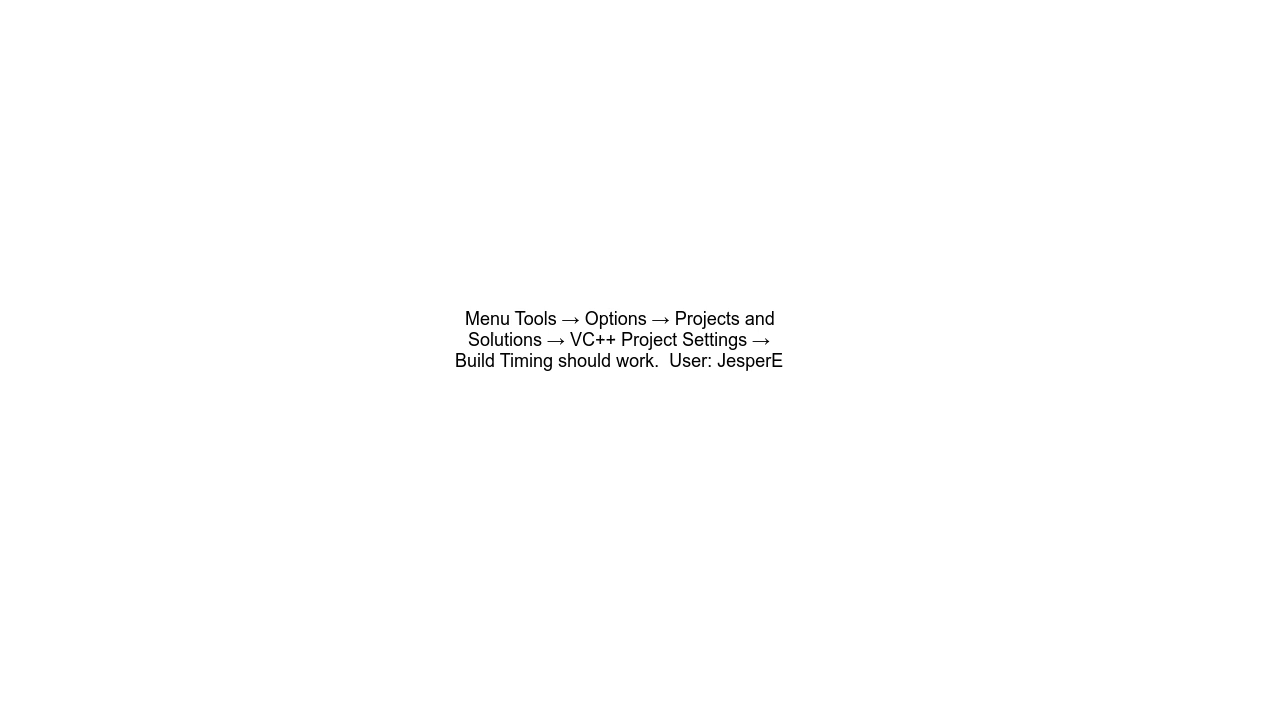 Menu Tools → Options → Projects and
Solutions → VC++ Project Settings →
Build Timing should work.  User: JesperE